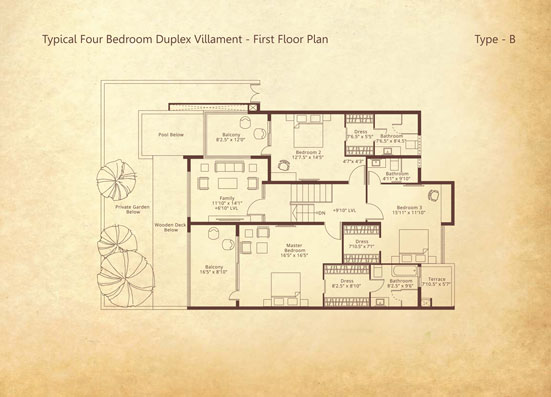 Typical Four Bedroom Duplex Villament - First Floor Plan
Type - B
Pool Below
Balcony
8'2.5" x 12'0"
Bedroom 2
12'7.5" x 14'5"
Dress
7'6.5" x 5'5"
Bathroom
7'6.5" x 8'4.5"
4'7"x 4'3"
Bathroom
4'11" x 9'10"
Family
11'10" x 14'1"
+6'10" LVL
Private Garden
Below
Wooden Deck
Below
DN
+9'10" LVL
Bedroom 3
13'11" x 11'10"
Balcony
14'5" x 8'10"
Master
Bedroom
16'5" x 16'5"
Dress
7'10"x 7'1"
Dress
8'2.5" x 8'10"
Bathroom
8'2.5" x 9'6"
Terrace
7'10.5" x 5'7"